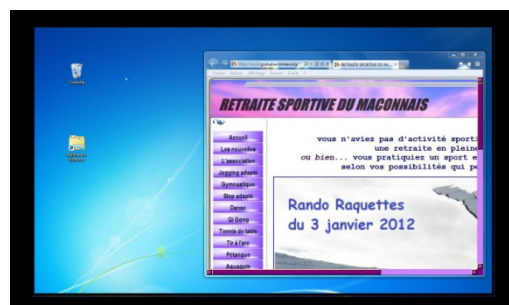 RETRAITE SPORTIVE DU MACONNAIS
Accueil
Les nouvelles
L'association
Jogging adapté
Gymnastique
Step adapté
Danse
Qi Gong
Tennis de table
Tir à l'arc
Pétanque
Aquagym
vous n'aviez pas d'activité sporti
une retraite en pleine
ou bien... vous pratiquiez un sport e
selon vos possibilités qui pe
Rando Raquettes
du 3 janvier 2012